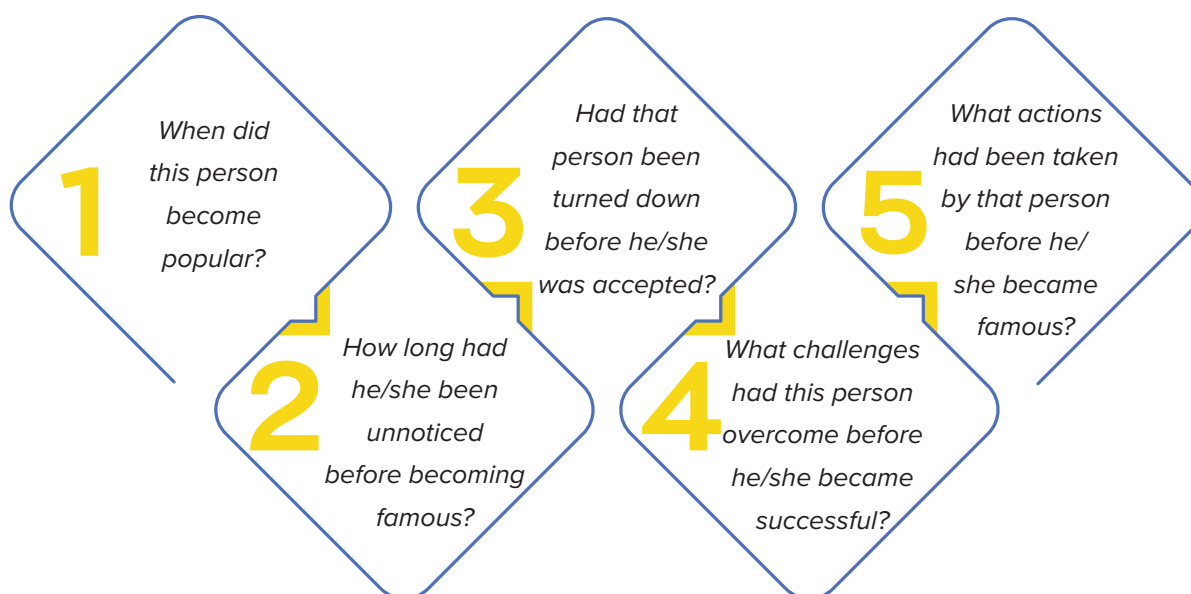 1
When did
this person
become
popular?
2
How long had
he/she been
unnoticed
before becoming
famous?
3
Had that
person been
turned down
before he/she
was accepted?
4
What challenges
had this person
overcome before
he/she became
successful?
5
What actions
had been taken
by that person
before he/
she became
famous?